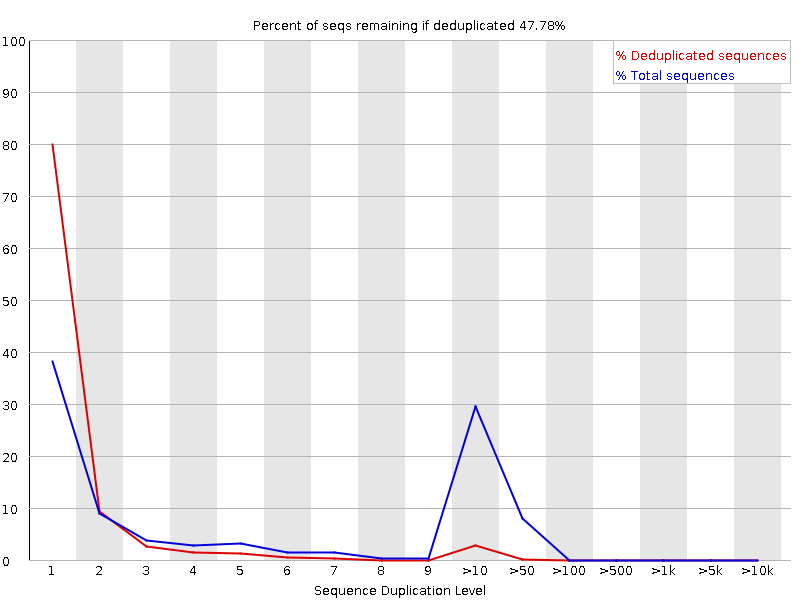 Percent of seqs remaining if deduplicated 47.78%
% Deduplicated sequences
% Total sequences
100
90
80
70
60
50
40
30
20
10
0
1 2 3 4 5 6 7 8 9 >10 >50 >100 >500 >1k >5k >10k
Sequence Duplication Level